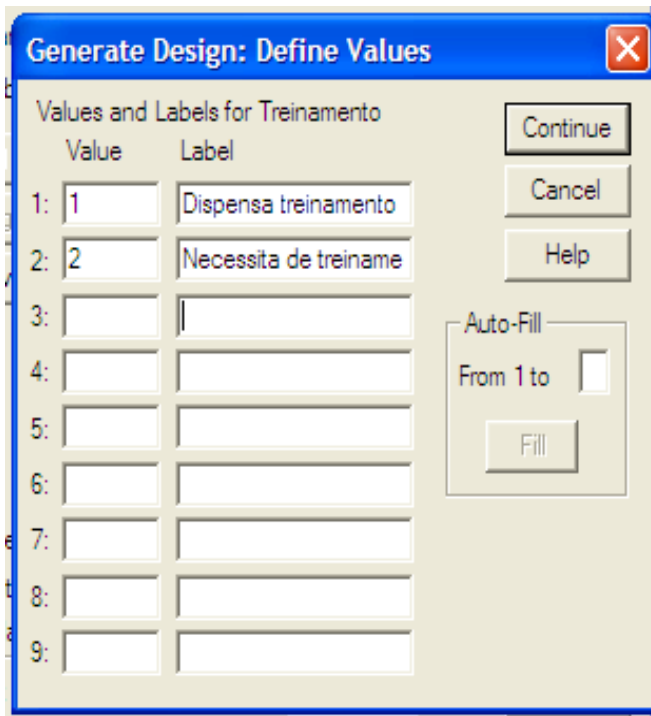 Generate Design: Define Values
Values and Labels for Treinamento
Value Label
1: 1 Dispensa treinamento
2: 2 Necessita de treiname
3:
4:
5:
6:
7:
8:
9:
Continue
Cancel
Help
Auto-Fill
From 1 to
Fill